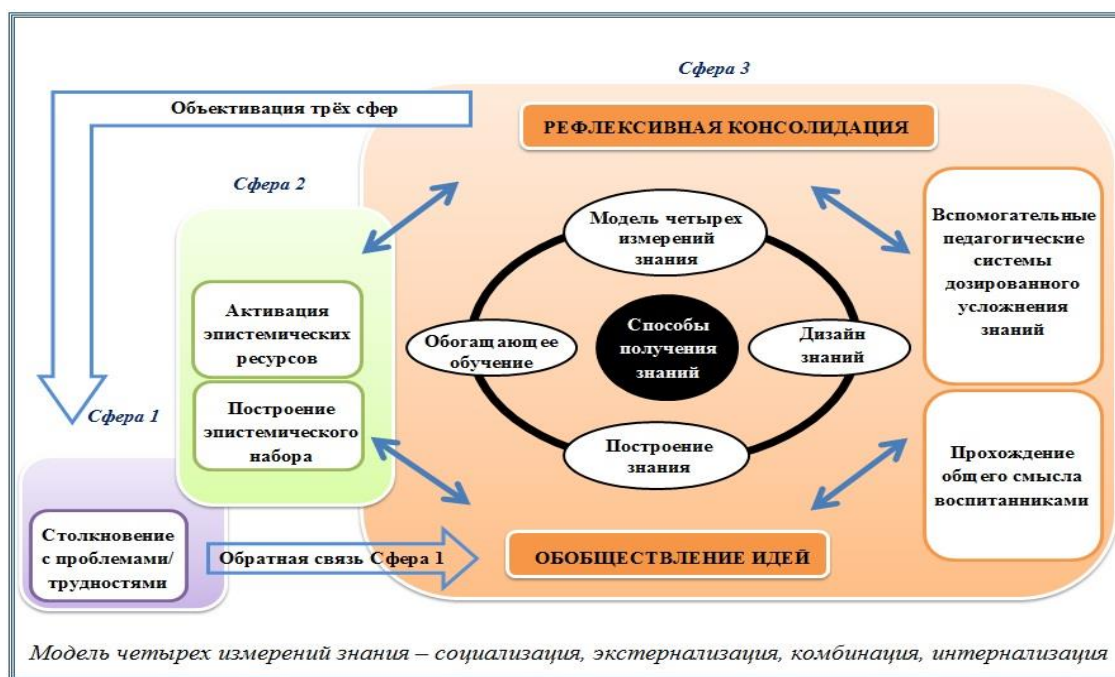 Сфера 3
Объективация трёх сфер
РЕФЛЕКСИВНАЯ КОНСОЛИДАЦИЯ
Сфера 2
Модель четырех
измерений
знания
Вспомогательные
педагогические
системы
дозированного
усложнения
знаний
Активация
эпистемических
ресурсов
Обогащающее
обучение
Способы
получения
знаний
Дизайн
знаний
Сфера 1
Построение
эпистемического
набора
Построение
знания
Прохождение
общего смысла
воспитанниками
Столкновение
с проблемами/
трудностями
Обратная связь Сфера 1
ОБОБЩЕСТВЛЕНИЕ ИДЕЙ
Модель четырех измерений знания – социализация, экстернализация, комбинация, интернализация